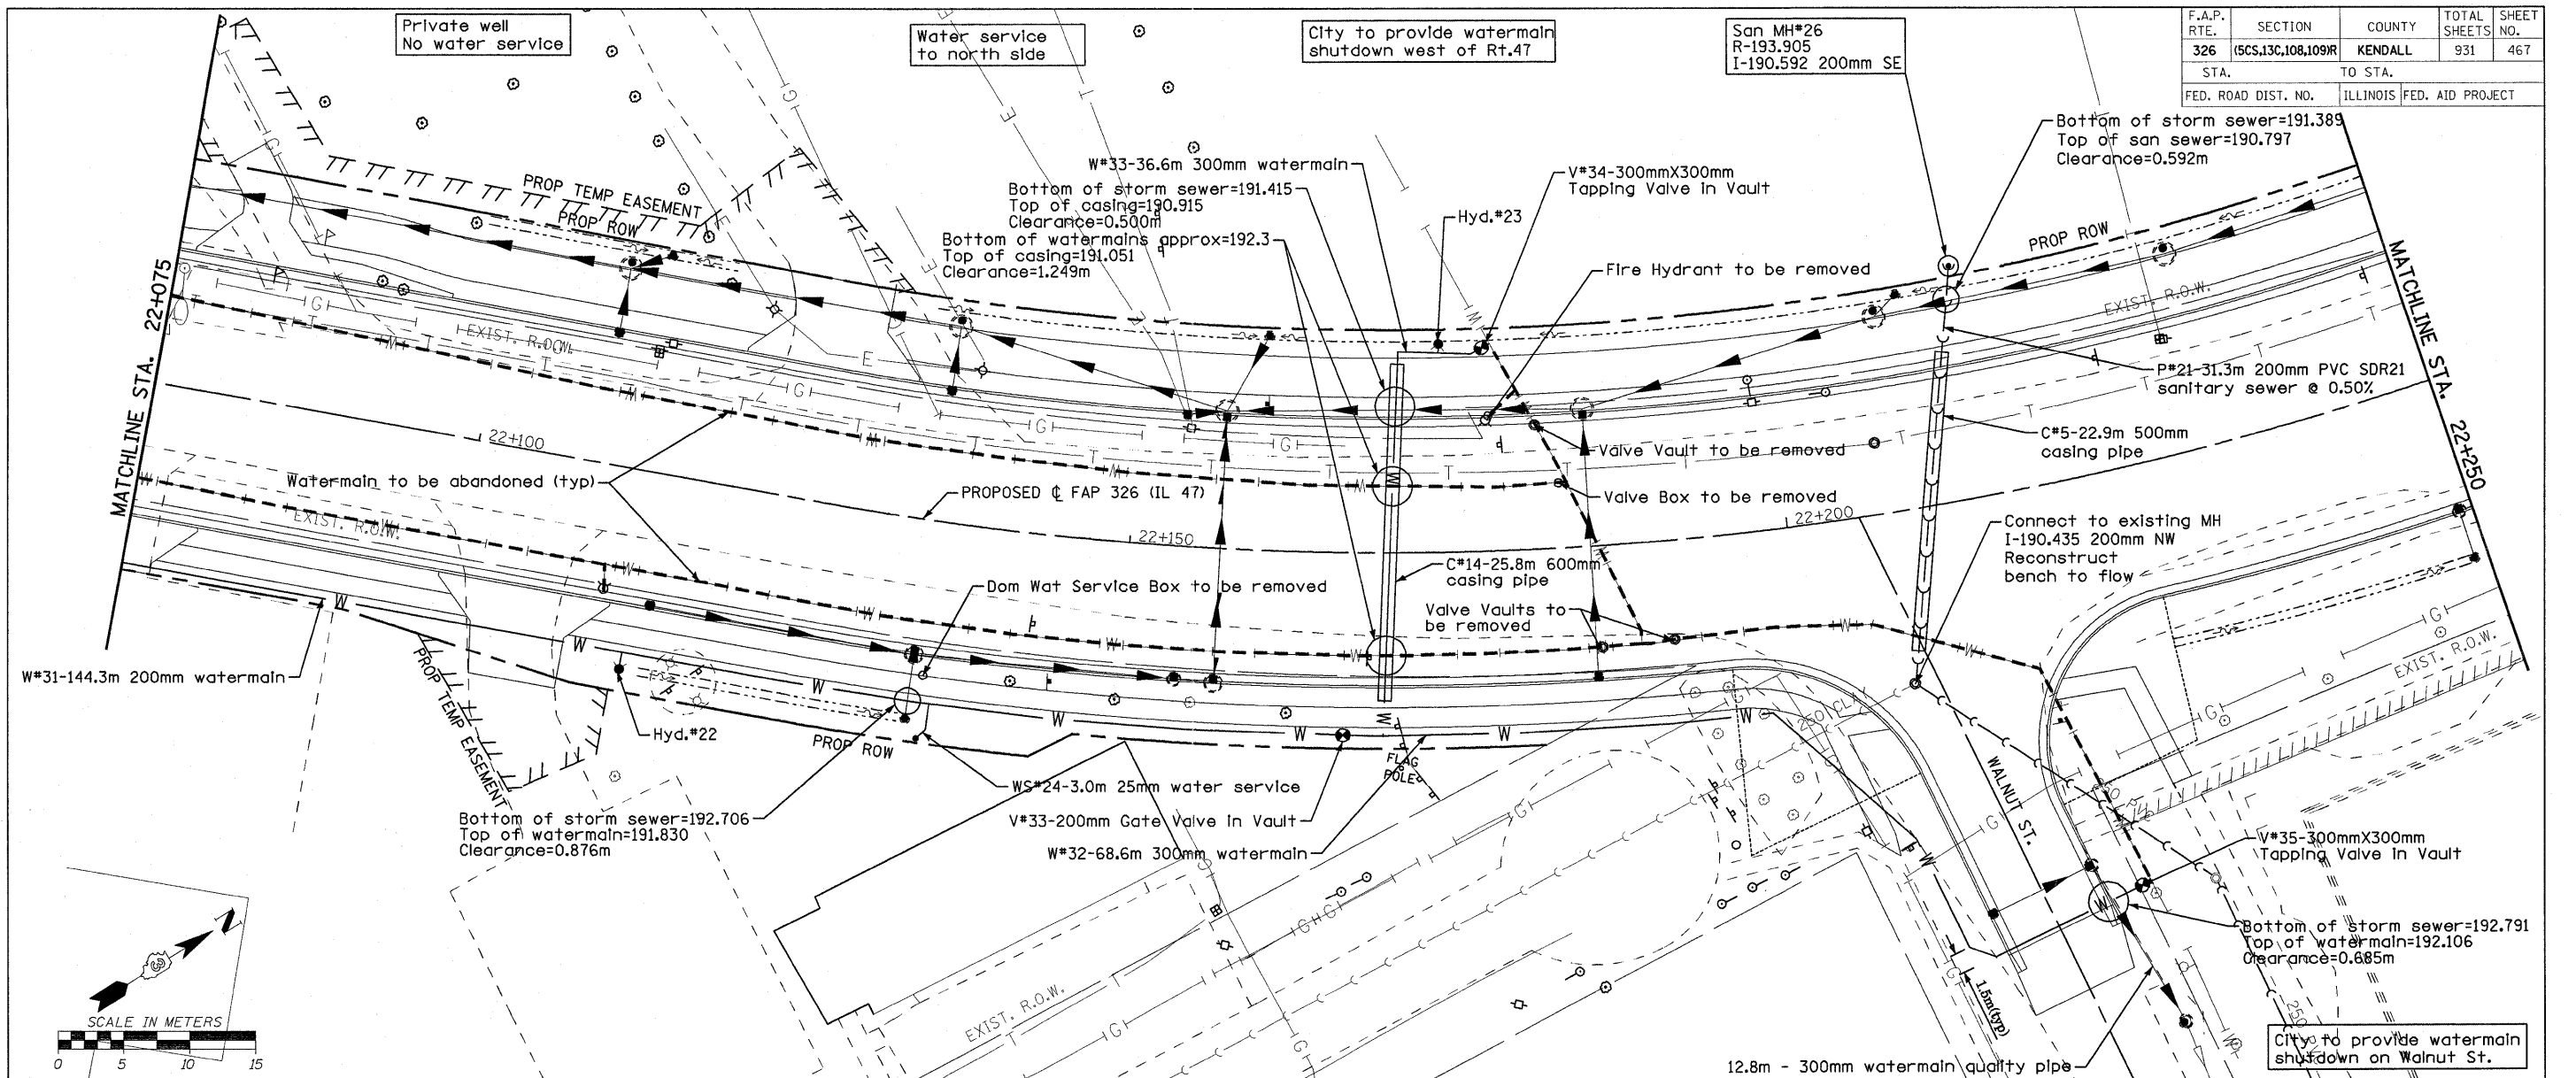 Private well
No water service
Water service
to north side
City to provide watermain
shutdown west of Rt.47
San MH#26
R-193.905
I-190.592 200mm SE
F.A.P.
RTE.
SECTION
COUNTY
TOTAL
SHEETS
SHEET
NO.
326
(5CS,13C,108,109)R
KENDALL
931
467
STA.
TO STA.
FED. ROAD DIST. NO.
ILLINOIS
FED. AID PROJECT
Bottom of storm sewer=191.389
Top of san sewer=190.797
Clearance=0.592m
W#33-36.6m 300mm watermain
Bottom of storm sewer=191.415
Top of casing=190.915
Clearance=0.500m
Bottom of watermains approx=192.3
Top of casing=191.051
Clearance=1.249m
V#34-300mmX300mm
Tapping Valve in Vault
Hyd.#23
Fire Hydrant to be removed
PROP TEMP EASEMENT
PROP ROW
PROP ROW
EXIST. R.O.W.
MATCHLINE STA. 22+075
MATCHLINE STA. 22+250
EXIST. R.O.W.
22+100
P#21-31.3m 200mm PVC SDR21
sanitary sewer @ 0.50%
C#5-22.9m 500mm
casing pipe
Valve Vault to be removed
Watermain to be abandoned (typ)
PROPOSED ℄ FAP 326 (IL 47)
Valve Box to be removed
22+200
EXIST. R.O.W.
22+150
Connect to existing MH
I-190.435 200mm NW
Reconstruct
bench to flow
C#14-25.8m 600mm
casing pipe
Dom Wat Service Box to be removed
Valve Vaults to
be removed
W#31-144.3m 200mm watermain
PROP TEMP EASEMENT
Hyd.#22
PROP ROW
EXIST. R.O.W.
250 CLAY
FLAG
POLE
WALNUT ST.
WS#24-3.0m 25mm water service
Bottom of storm sewer=192.706
Top of watermain=191.830
Clearance=0.876m
V#33-200mm Gate Valve in Vault
W#32-68.6m 300mm watermain
V#35-300mmX300mm
Tapping Valve in Vault
Bottom of storm sewer=192.791
Top of watermain=192.106
Clearance=0.685m
N
SCALE IN METERS
0 5 10 15
EXIST. R.O.W.
1.5m(typ)
City to provide watermain
shutdown on Walnut St.
12.8m - 300mm watermain quality pipe